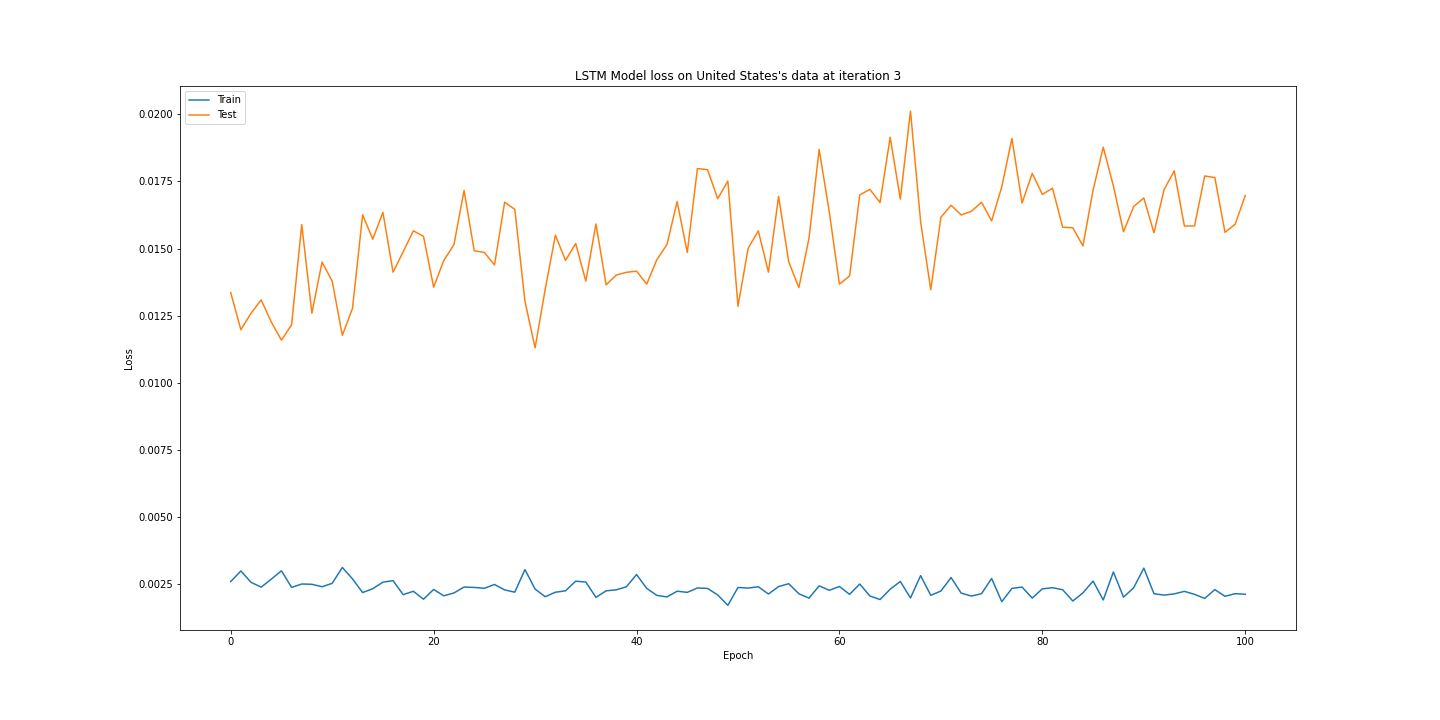 LSTM Model loss on United States's data at iteration 3
Train
Test
0.0200
0.0175
0.0150
0.0125
0.0100
0.0075
0.0050
0.0025
Loss
0 20 40 60 80 100
Epoch